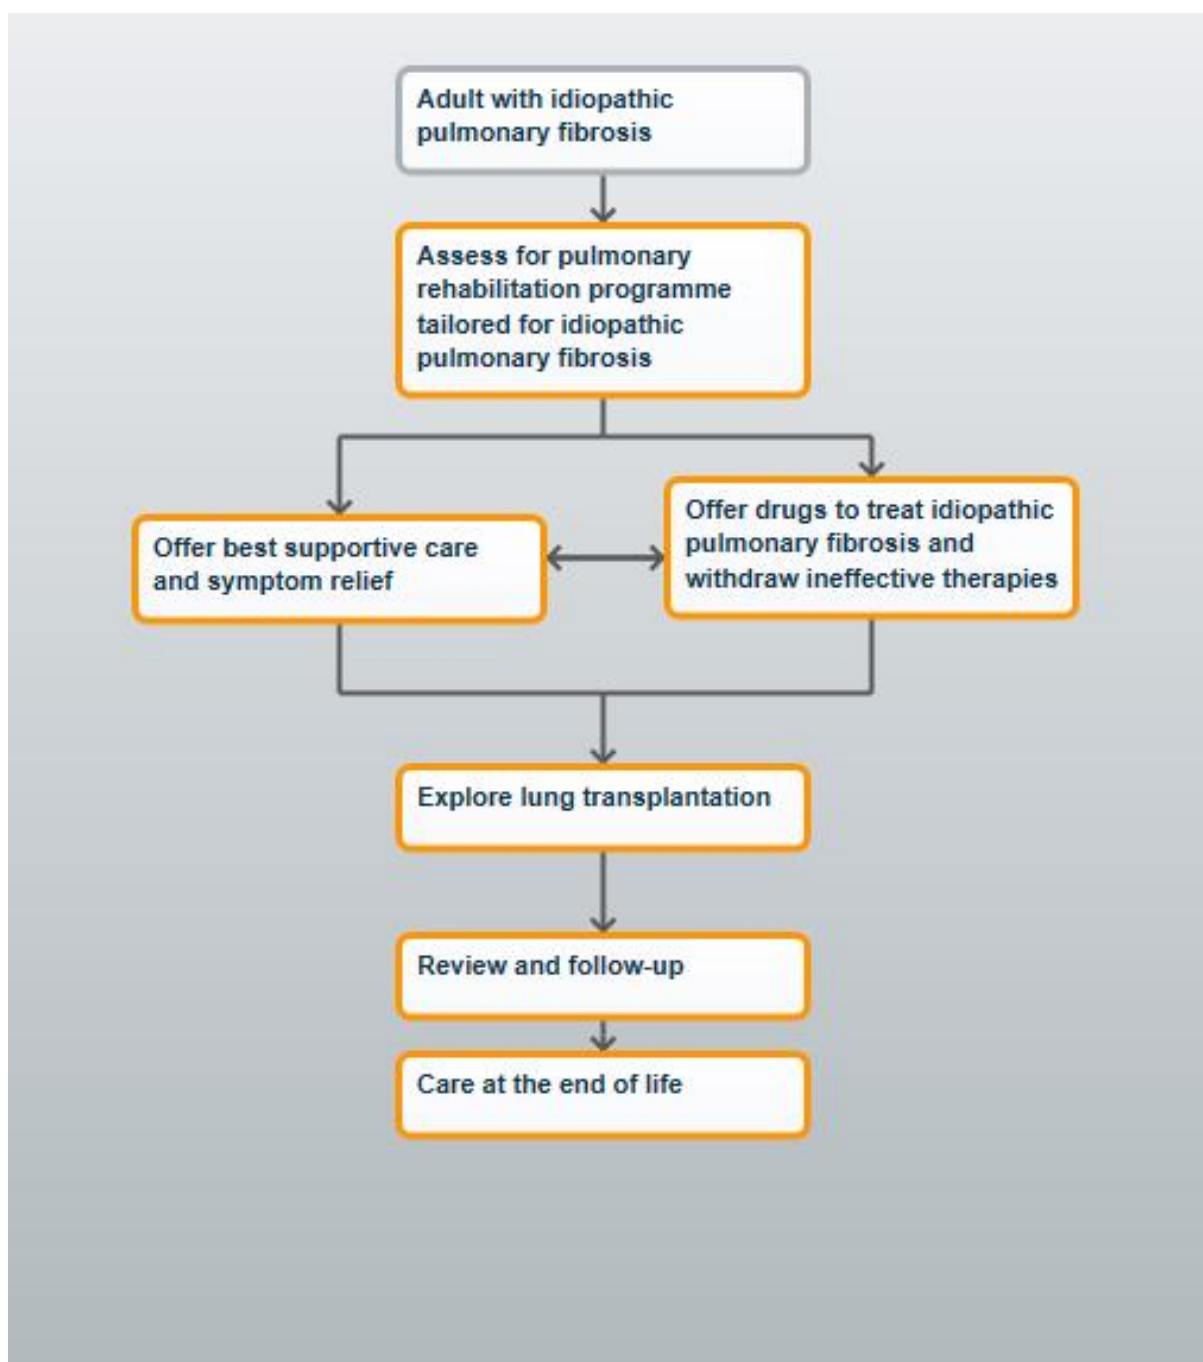 Adult with idiopathic
pulmonary fibrosis
Assess for pulmonary
rehabilitation programme
tailored for idiopathic
pulmonary fibrosis
Offer best supportive care
and symptom relief
Offer drugs to treat idiopathic
pulmonary fibrosis and
withdraw ineffective therapies
Explore lung transplantation
Review and follow-up
Care at the end of life